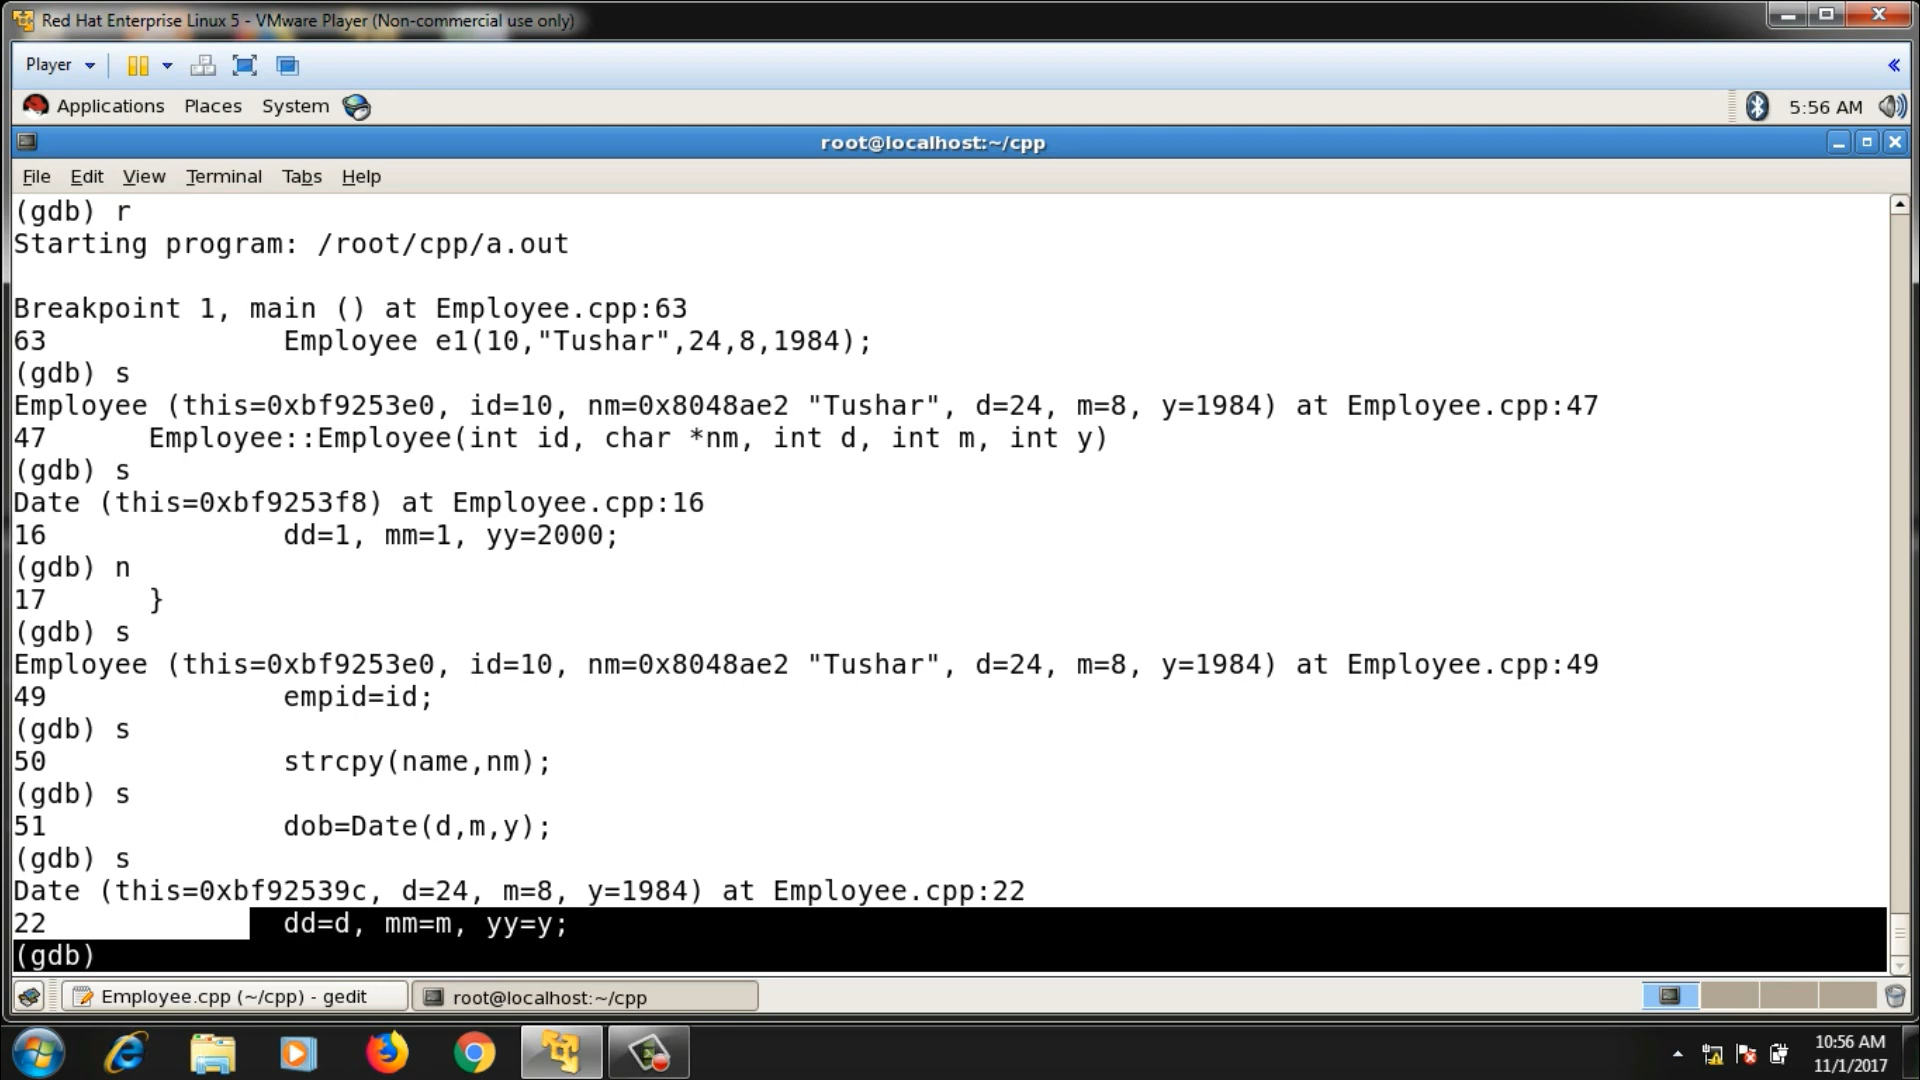 Red Hat Enterprise Linux 5 - VMware Player (Non-commercial use only)
Player
Applications Places System 5:56 AM
root@localhost:~/cpp
File Edit View Terminal Tabs Help
(gdb) r
Starting program: /root/cpp/a.out
Breakpoint 1, main () at Employee.cpp:63
63 Employee e1(10,"Tushar",24,8,1984);
(gdb) s
Employee (this=0xbf9253e0, id=10, nm=0x8048ae2 "Tushar", d=24, m=8, y=1984) at Employee.cpp:47
47 Employee::Employee(int id, char *nm, int d, int m, int y)
(gdb) s
Date (this=0xbf9253f8) at Employee.cpp:16
16 dd=1, mm=1, yy=2000;
(gdb) n
17 }
(gdb) s
Employee (this=0xbf9253e0, id=10, nm=0x8048ae2 "Tushar", d=24, m=8, y=1984) at Employee.cpp:49
49 empid=id;
(gdb) s
50 strcpy(name,nm);
(gdb) s
51 dob=Date(d,m,y);
(gdb) s
Date (this=0xbf92539c, d=24, m=8, y=1984) at Employee.cpp:22
22 dd=d, mm=m, yy=y;
(gdb)
Employee.cpp (~/cpp) - gedit root@localhost:~/cpp
10:56 AM
11/1/2017